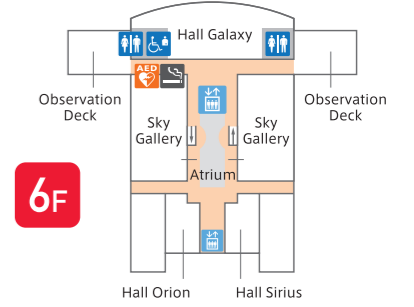 Hall Galaxy
AED
Observation
Deck
Observation
Deck
Sky
Gallery
Sky
Gallery
Atrium
6F
Hall Orion
Hall Sirius